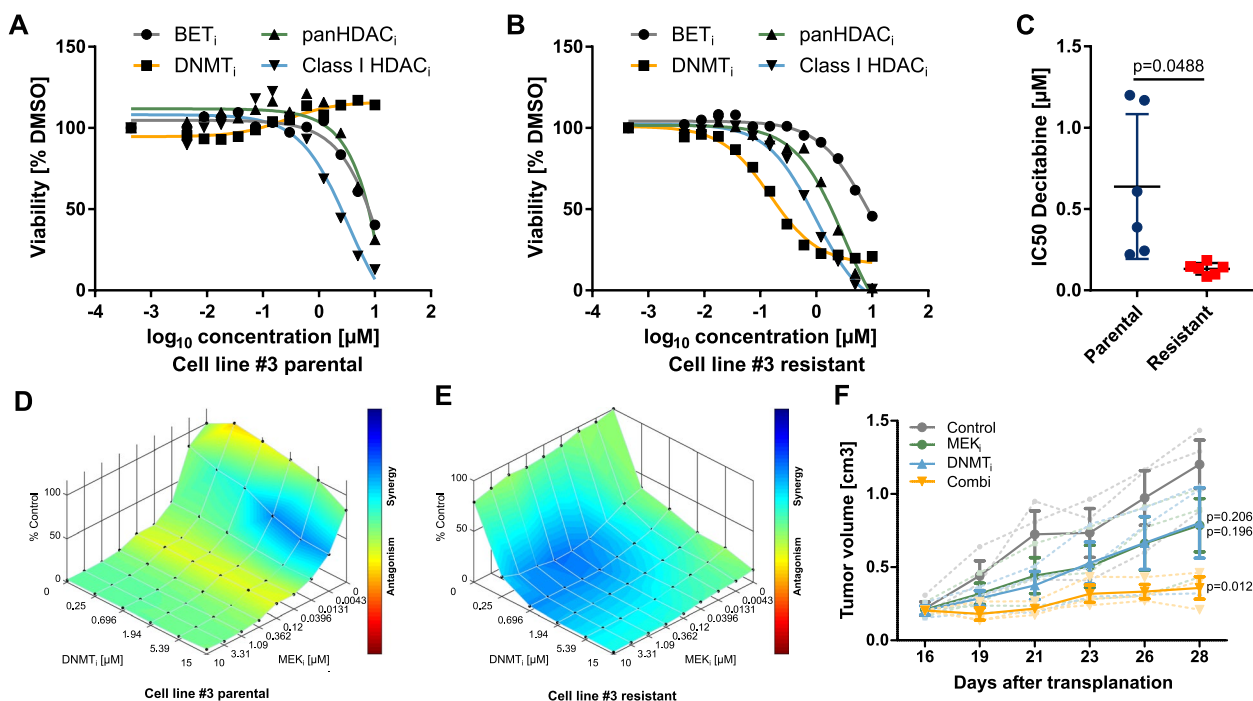 A
BETi
panHDACi
DNMTi
Class I HDACi
150
100
50
0
Viability [% DMSO]
-4
-3
-2
-1
0
1
2
log10 concentration [µM]
Cell line #3 parental
B
BETi
panHDACi
DNMTi
Class I HDACi
150
100
50
0
Viability [% DMSO]
-4
-3
-2
-1
0
1
2
log10 concentration [µM]
Cell line #3 resistant
C
p=0.0488
1.5
1.0
0.5
0.0
IC50 Decitabine [µM]
Parental
Resistant
D
% Control
100
50
0
0
0.25
0.696
1.94
5.39
15
DNMTi [µM]
10
3.31
1.09
0.362
0.12
0.0396
0.0131
0.0043
0
MEKi [µM]
Synergy
Antagonism
Cell line #3 parental
E
% Control
100
50
0
0
0.25
0.696
1.94
5.39
15
DNMTi [µM]
10
3.31
1.09
0.362
0.12
0.0396
0.0131
0.0043
0
MEKi [µM]
Synergy
Antagonism
Cell line #3 resistant
F
Control
MEKi
DNMTi
Combi
1.5
1.0
0.5
0.0
Tumor volume [cm3]
p=0.206
p=0.196
p=0.012
16
19
21
23
26
28
Days after transplanation